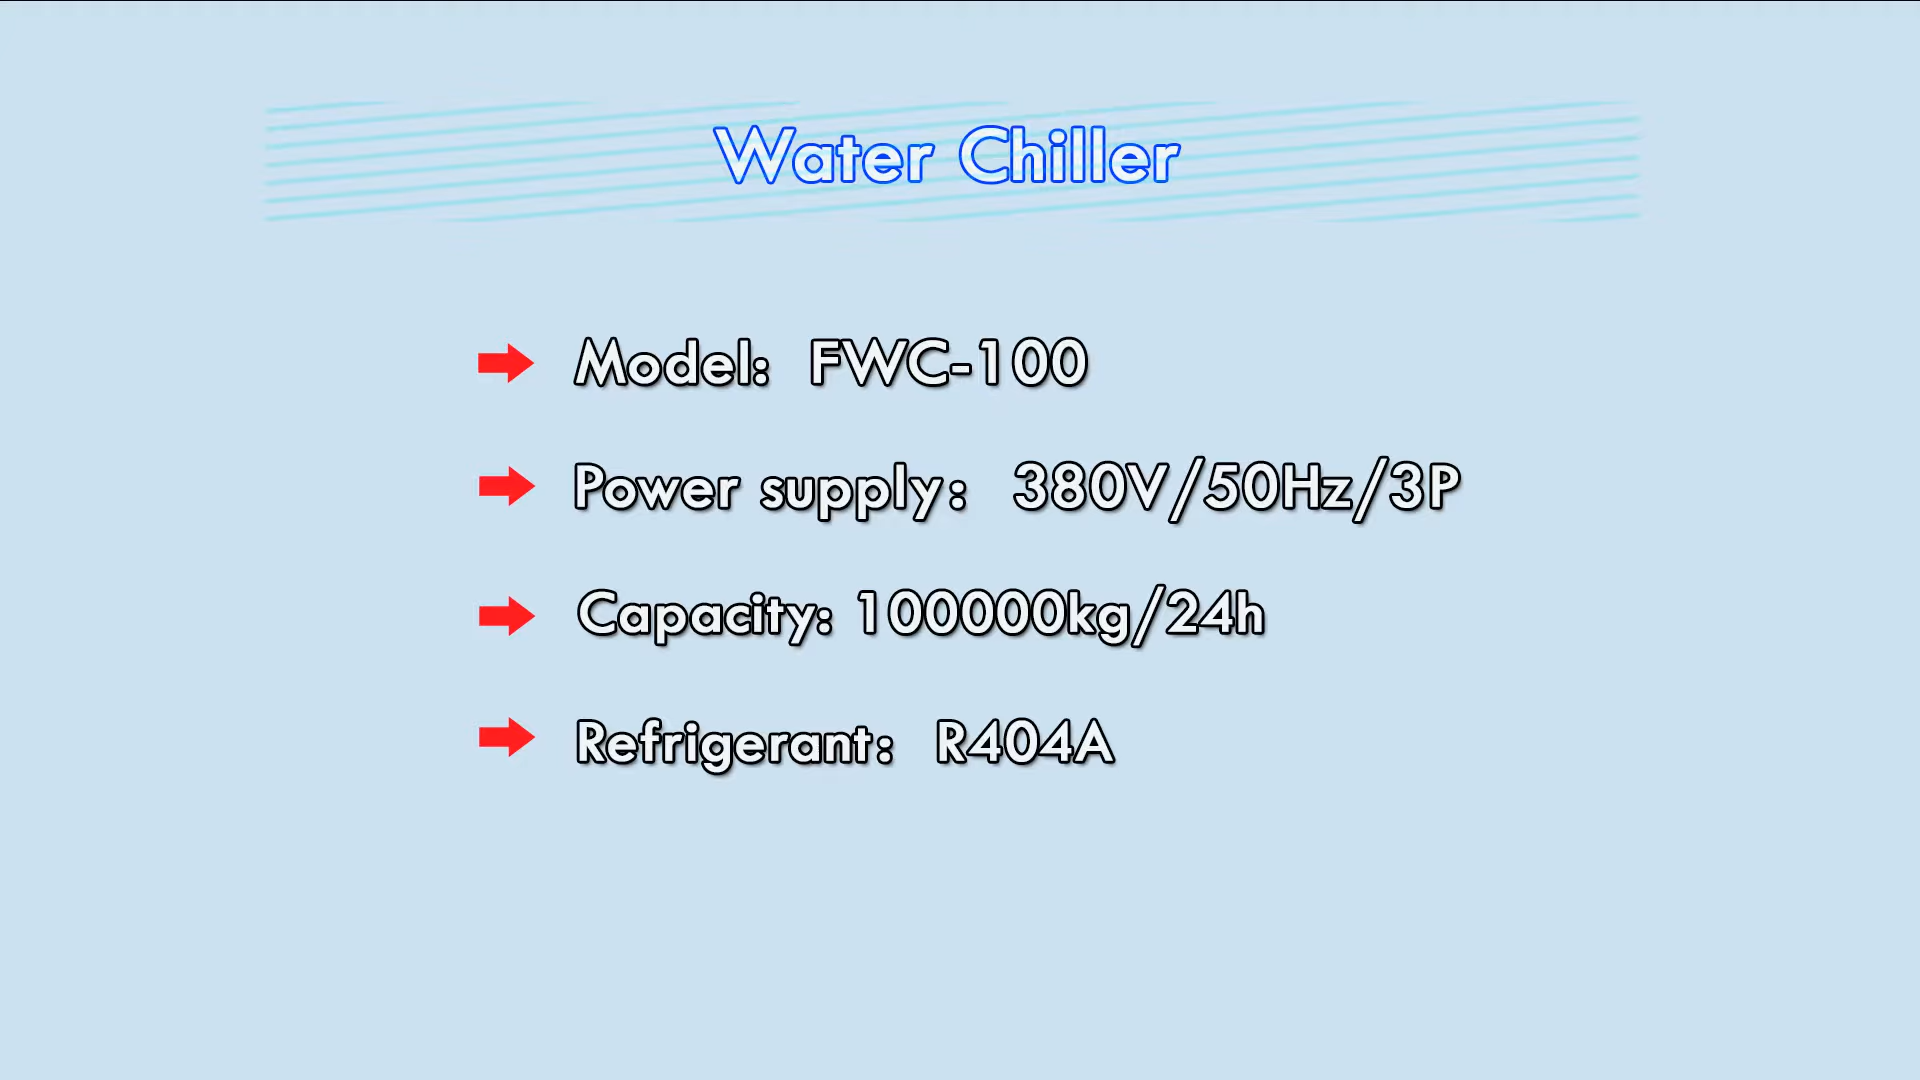 Water Chiller
Model: FWC-100
Power supply: 380V/50Hz/3P
Capacity: 100000kg/24h
Refrigerant: R404A